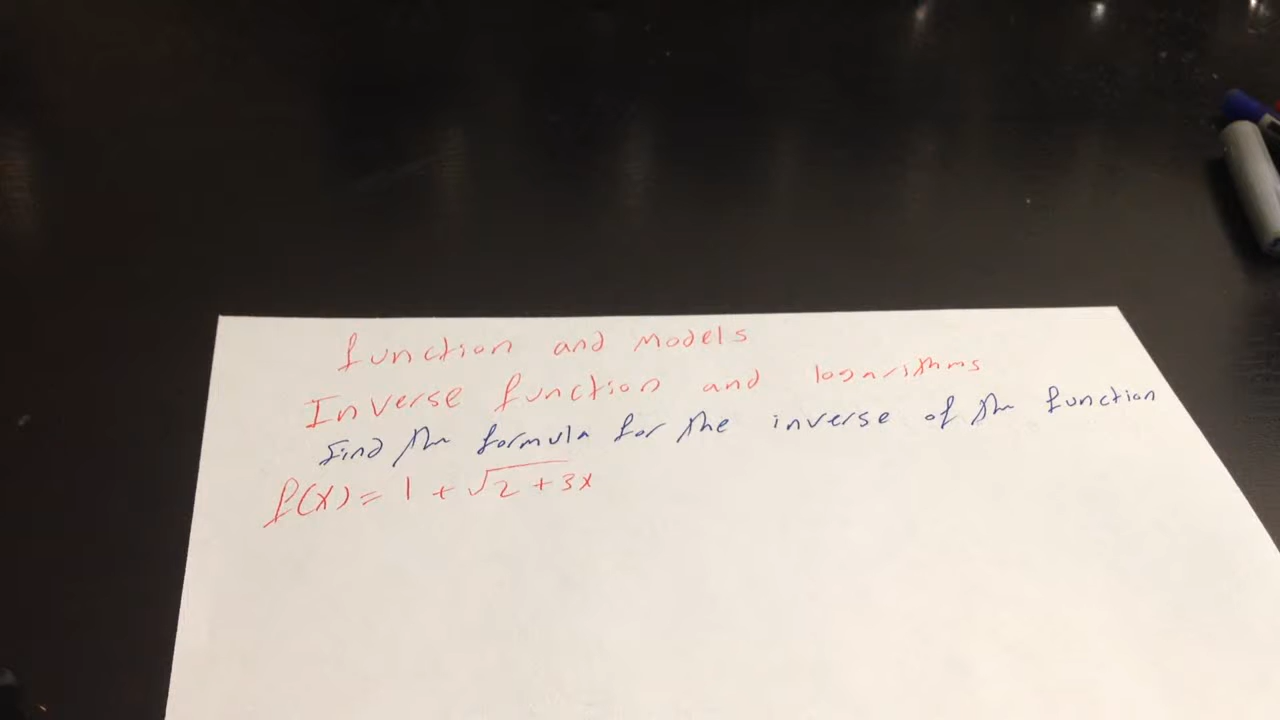 function and models
Inverse function and logarithms
find the formula for the inverse of the function
f(x) = 1 + √2 + 3x